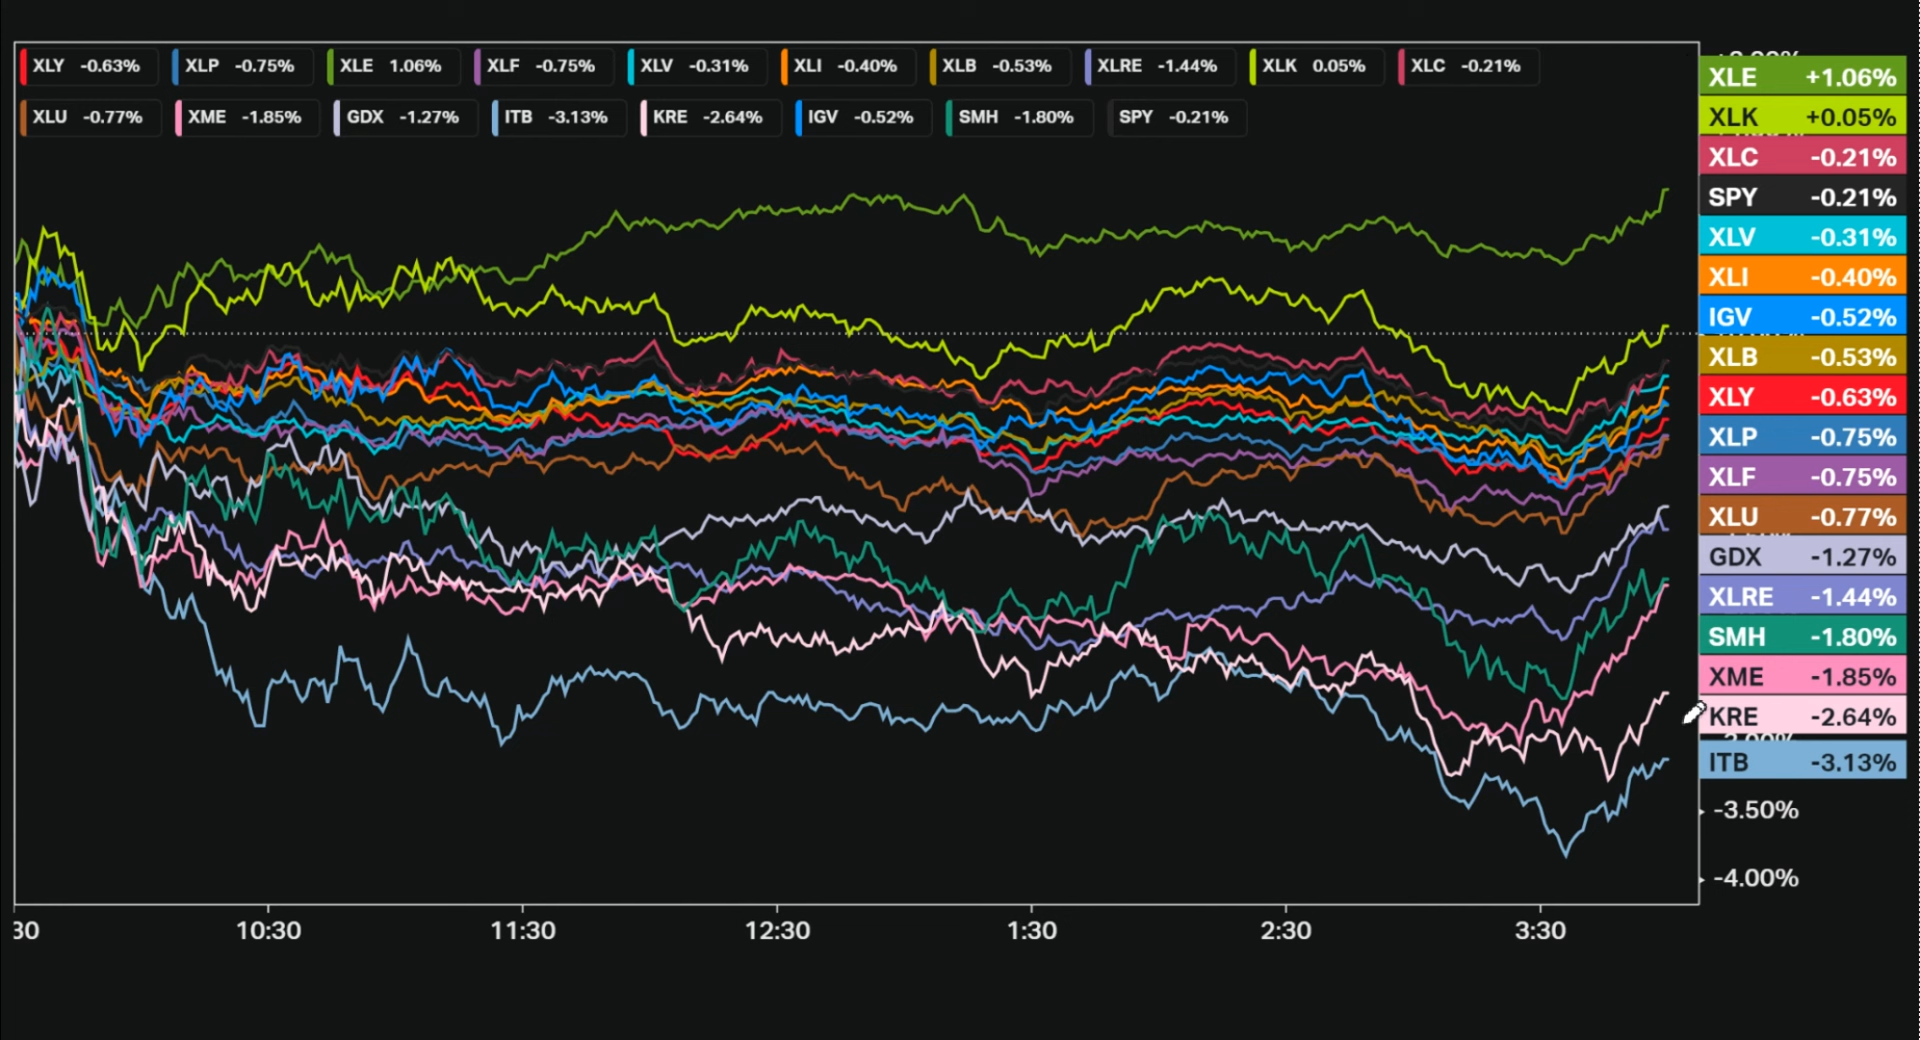 XLY -0.63% XLP -0.75% XLE 1.06% XLF -0.75% XLV -0.31% XLI -0.40% XLB -0.53% XLRE -1.44% XLK 0.05% XLC -0.21%
XLU -0.77% XME -1.85% GDX -1.27% ITB -3.13% KRE -2.64% IGV -0.52% SMH -1.80% SPY -0.21%
XLE +1.06%
XLK +0.05%
XLC -0.21%
SPY -0.21%
XLV -0.31%
XLI -0.40%
IGV -0.52%
XLB -0.53%
XLY -0.63%
XLP -0.75%
XLF -0.75%
XLU -0.77%
GDX -1.27%
XLRE -1.44%
SMH -1.80%
XME -1.85%
KRE -2.64%
ITB -3.13%
-3.50%
-4.00%
30 10:30 11:30 12:30 1:30 2:30 3:30